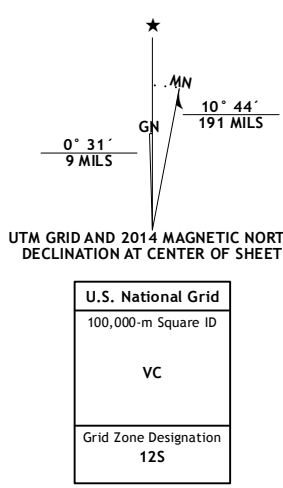 MN
GN
10° 44´
191 MILS
0° 31´
9 MILS
UTM GRID AND 2014 MAGNETIC NORT
DECLINATION AT CENTER OF SHEET
U.S. National Grid
100,000-m Square ID
VC
Grid Zone Designation
12S